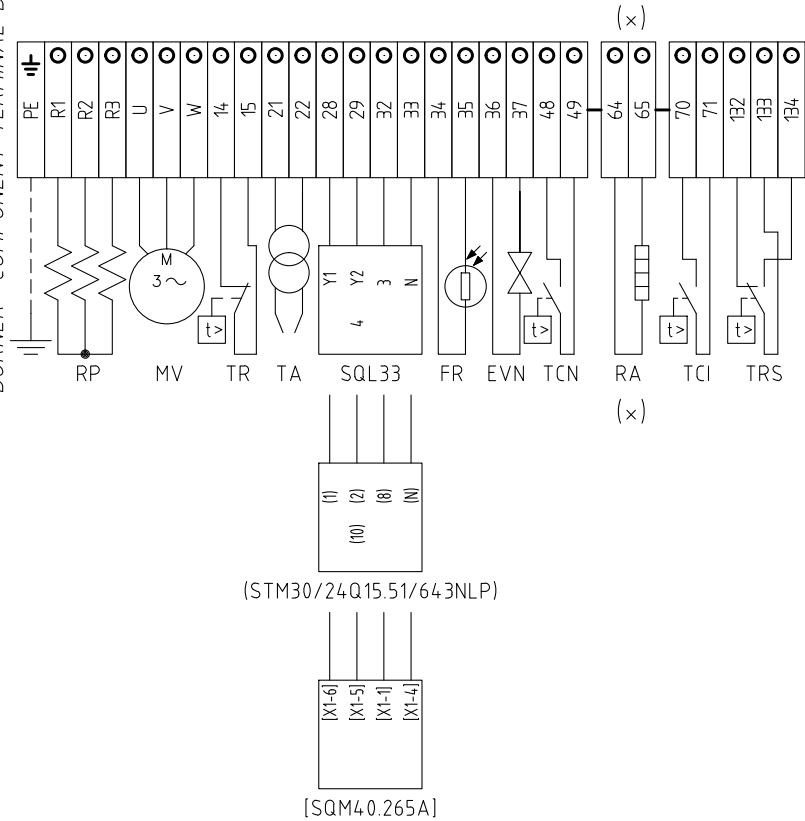 (x)
PE R1 R2 R3 U V W 14 15 21 22 28 29 32 33 34 35 36 37 48 49 64 65 70 71 132 133 134
M
3~
Y1 Y2 3 N
4
t> t> t> t>
RP MV TR TA SQL33 FR EVN TCN RA TCI TRS
(x)
(1) (2) (8) (N)
(10)
(STM30/24Q15.51/643NLP)
[X1-6] [X1-5] [X1-1] [X1-4]
[SQM40.265A]